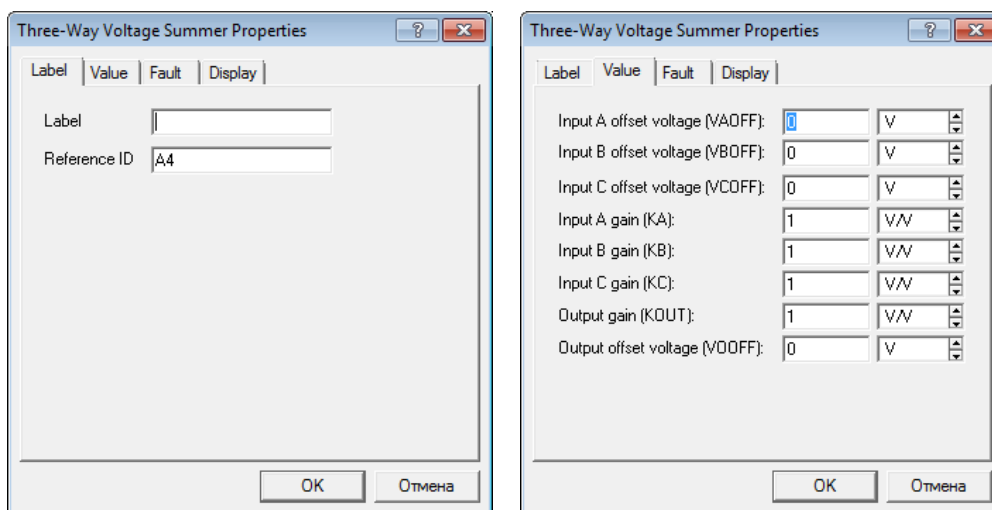 Three-Way Voltage Summer Properties
Label Value Fault Display
Label
Reference ID A4
OK Отмена
Three-Way Voltage Summer Properties
Label Value Fault Display
Input A offset voltage (VAOFF): 0 V
Input B offset voltage (VBOFF): 0 V
Input C offset voltage (VCOFF): 0 V
Input A gain (KA): 1 V/V
Input B gain (KB): 1 V/V
Input C gain (KC): 1 V/V
Output gain (KOUT): 1 V/V
Output offset voltage (VOOFF): 0 V
OK Отмена